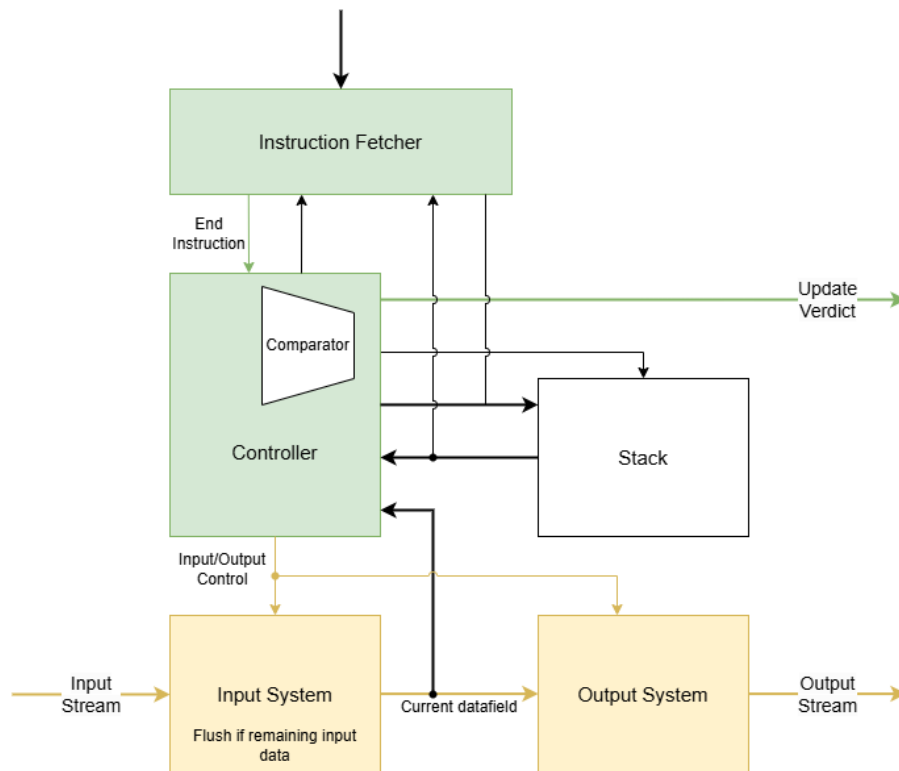 Instruction Fetcher
End
Instruction
Update
Verdict
Comparator
Controller
Stack
Input/Output
Control
Input
Stream
Input System
Flush if remaining input
data
Current datafield
Output System
Output
Stream